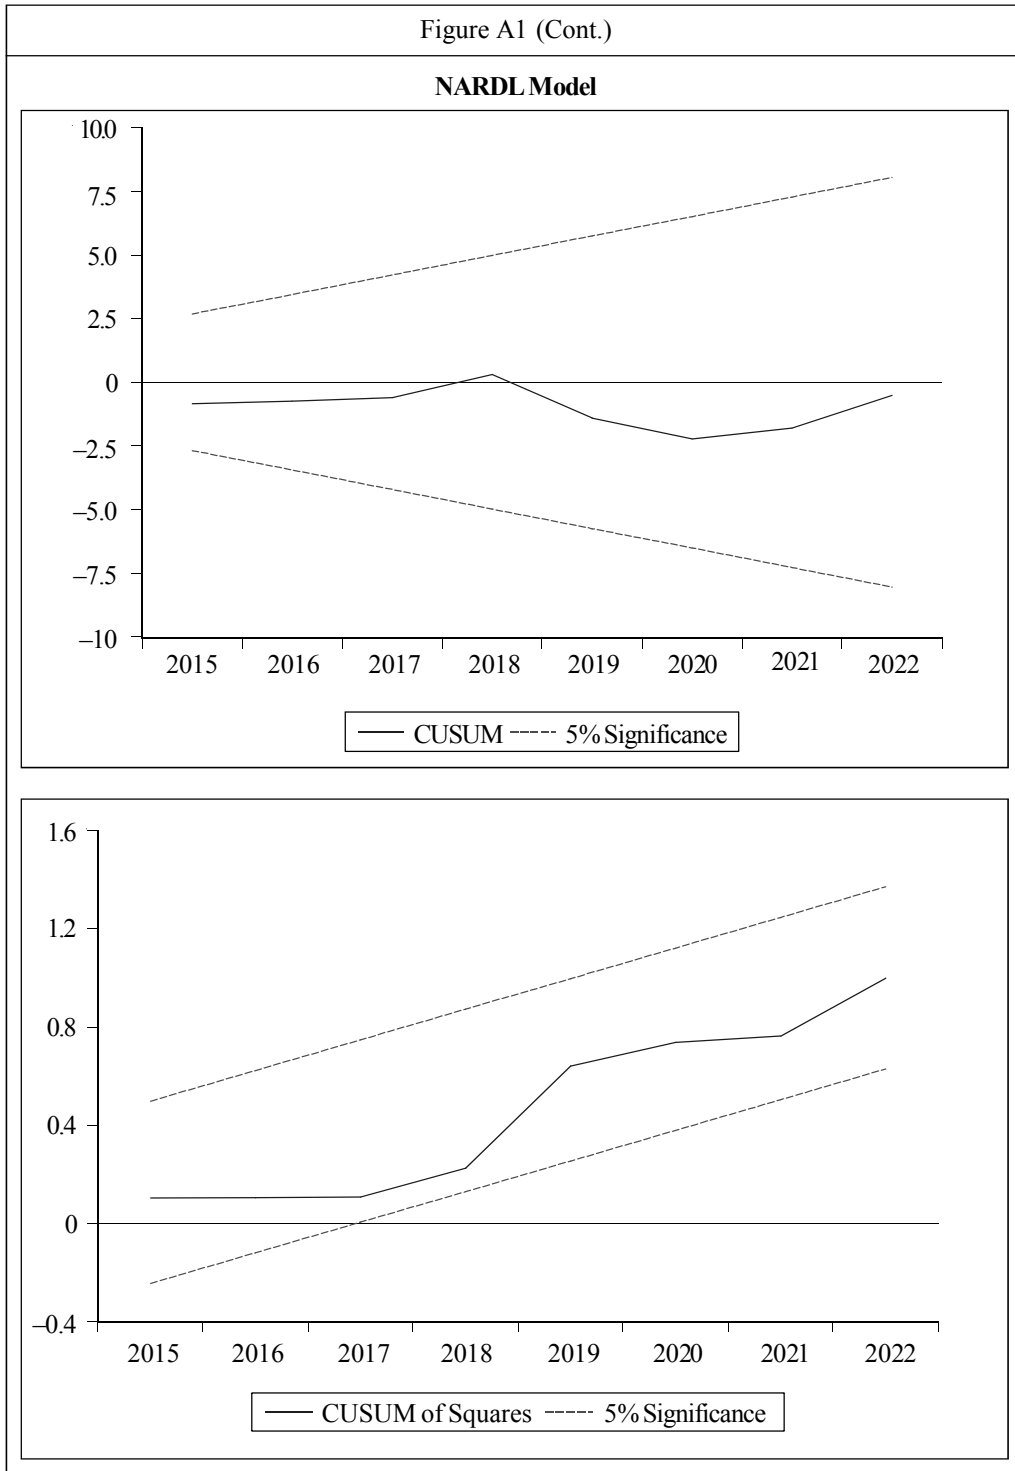 Figure A1 (Cont.)
NARDL Model
10.0
7.5
5.0
2.5
0
–2.5
–5.0
–7.5
–10
2015 2016 2017 2018 2019 2020 2021 2022
CUSUM 5% Significance
1.6
1.2
0.8
0.4
0
–0.4
2015 2016 2017 2018 2019 2020 2021 2022
CUSUM of Squares 5% Significance